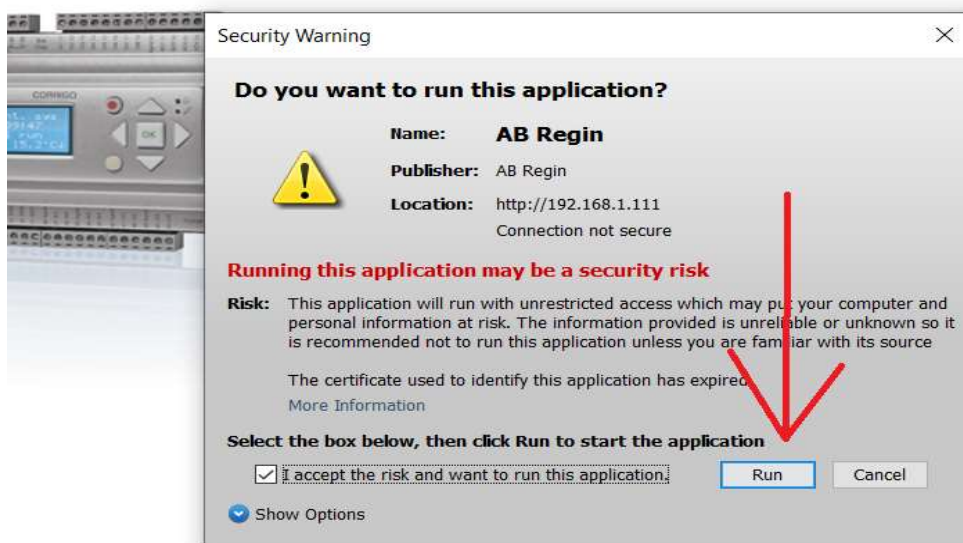 Security Warning
Do you want to run this application?
Name: AB Regin
Publisher: AB Regin
Location: http://192.168.1.111
Connection not secure
Running this application may be a security risk
Risk: This application will run with unrestricted access which may put your computer and
personal information at risk. The information provided is unreliable or unknown so it
is recommended not to run this application unless you are familiar with its source
The certificate used to identify this application has expired.
More Information
Select the box below, then click Run to start the application
I accept the risk and want to run this application.
Run
Cancel
Show Options
CORRIGO
OK
run